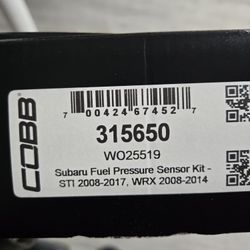 COBB
7 00424 67452 7
315650
WO25519
Subaru Fuel Pressure Sensor Kit -
STI 2008-2017, WRX 2008-2014